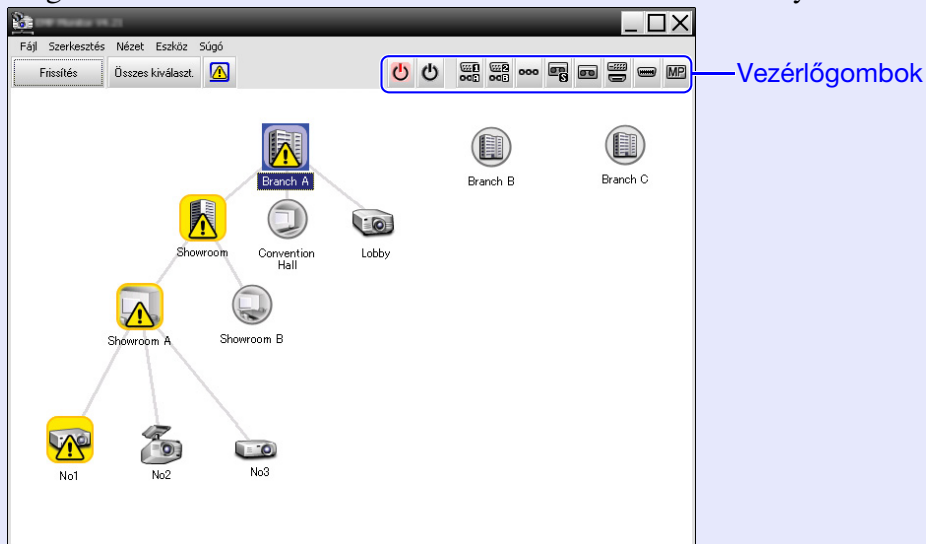 Fájl Szerkesztés Nézet Eszköz Súgó
Frissítés Összes kiválaszt.
MP
Vezérlőgombok
Branch A
Branch B
Branch C
Showroom
Convention
Hall
Lobby
Showroom A
Showroom B
No1
No2
No3